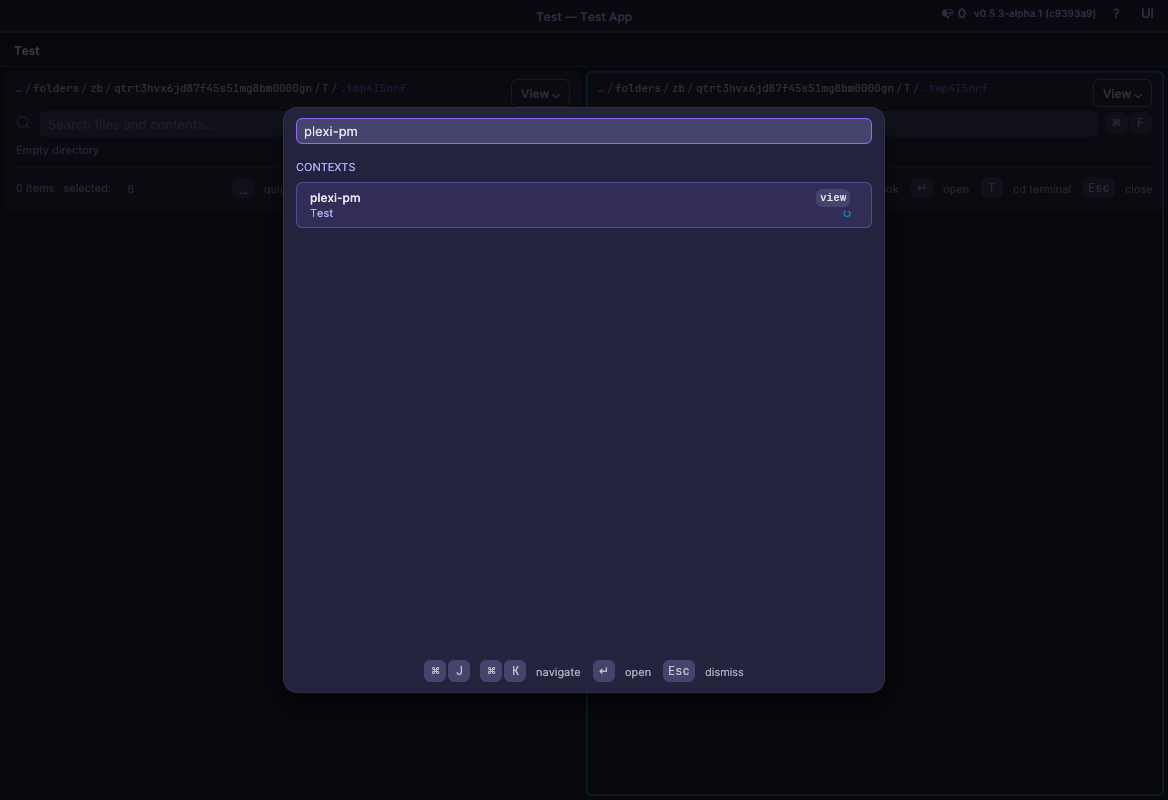 Test — Test App
0 v0.5.3-alpha.1 (c9393a9) ? UI
Test
…/folders/zb/qtrt3hvx6jd87f45s51mg8bm0000gn/T/.tmp4I5nrf
View
…/folders/zb/qtrt3hvx6jd87f45s51mg8bm0000gn/T/.tmp4I5nrf
View
Search files and contents...
⌘ F
Empty directory
0 items · selected: 0
↵ open T cd terminal Esc close
plexi-pm
CONTEXTS
plexi-pm
view
Test
⌘ J ⌘ K navigate ↵ open Esc dismiss